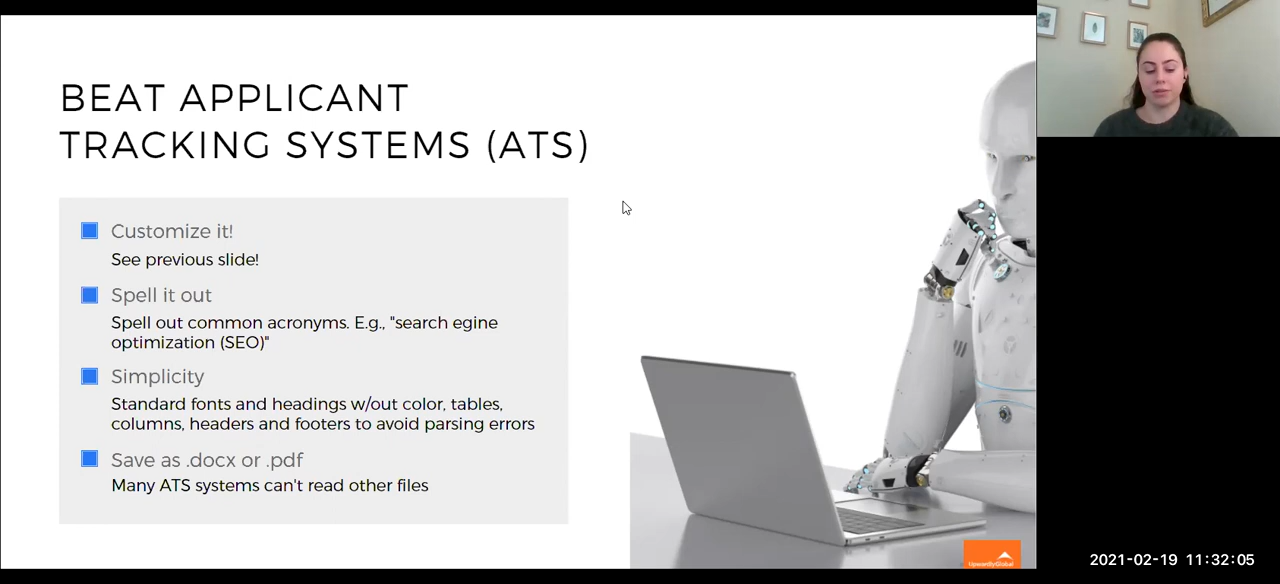 BEAT APPLICANT
TRACKING SYSTEMS (ATS)
Customize it!
See previous slide!
Spell it out
Spell out common acronyms. E.g., "search egine
optimization (SEO)"
Simplicity
Standard fonts and headings w/out color, tables,
columns, headers and footers to avoid parsing errors
Save as .docx or .pdf
Many ATS systems can't read other files
UpwardlyGlobal
2021-02-19 11:32:05